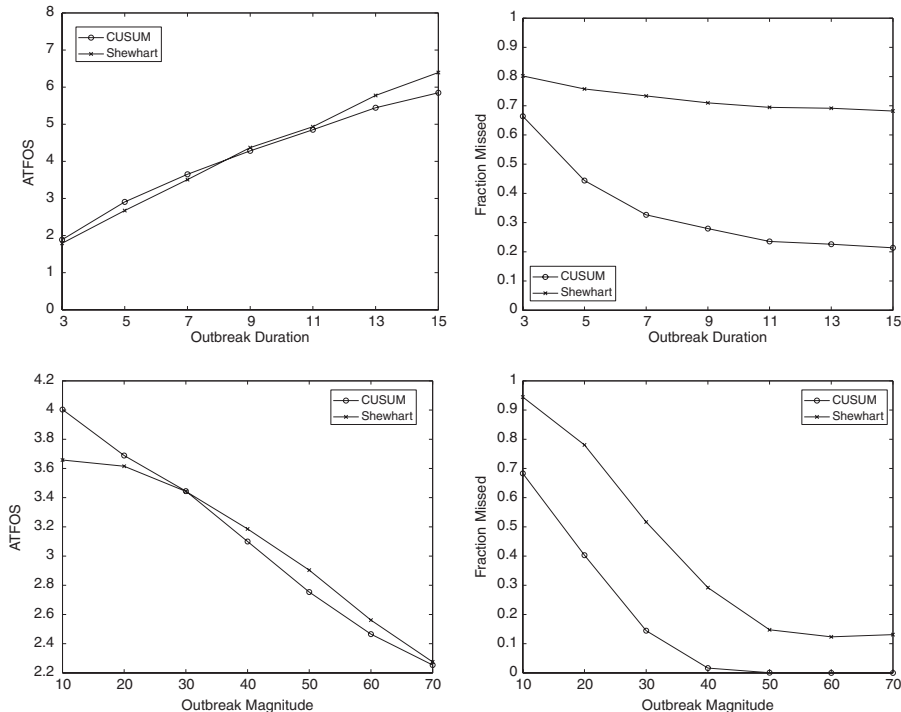 8
7
6
5
4
3
2
1
0
ATFOS
CUSUM
Shewhart
3 5 7 9 11 13 15
Outbreak Duration
1
0.9
0.8
0.7
0.6
0.5
0.4
0.3
0.2
0.1
0
Fraction Missed
CUSUM
Shewhart
3 5 7 9 11 13 15
Outbreak Duration
4.2
4
3.8
3.6
3.4
3.2
3
2.8
2.6
2.4
2.2
ATFOS
CUSUM
Shewhart
10 20 30 40 50 60 70
Outbreak Magnitude
1
0.9
0.8
0.7
0.6
0.5
0.4
0.3
0.2
0.1
0
Fraction Missed
CUSUM
Shewhart
10 20 30 40 50 60 70
Outbreak Magnitude